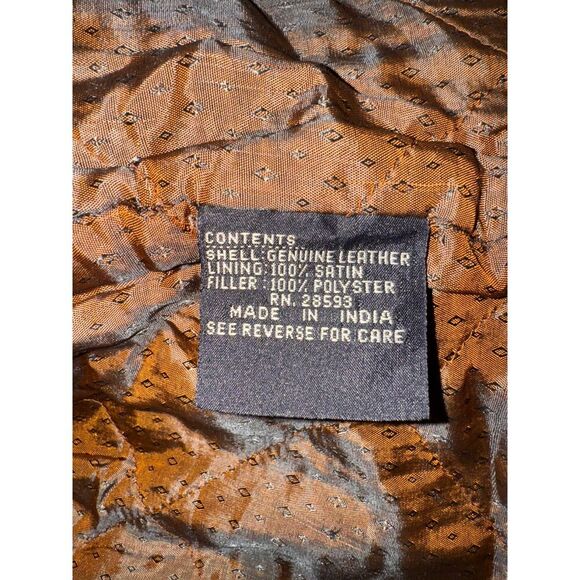 CONTENTS
SHELL: GENUINE LEATHER
LINING: 100% SATIN
FILLER: 100% POLYSTER
RN. 28593
MADE IN INDIA
SEE REVERSE FOR CARE